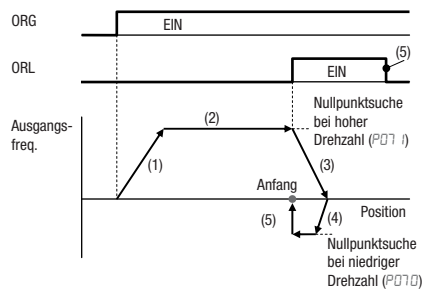 ORG
EIN
ORL
EIN
(5)
Ausgangs-
freq.
(2)
(1)
Nullpunktsuche
bei hoher
Drehzahl (P071)
(3)
Anfang
Position
(5)
(4)
Nullpunktsuche
bei niedriger
Drehzahl (P070)